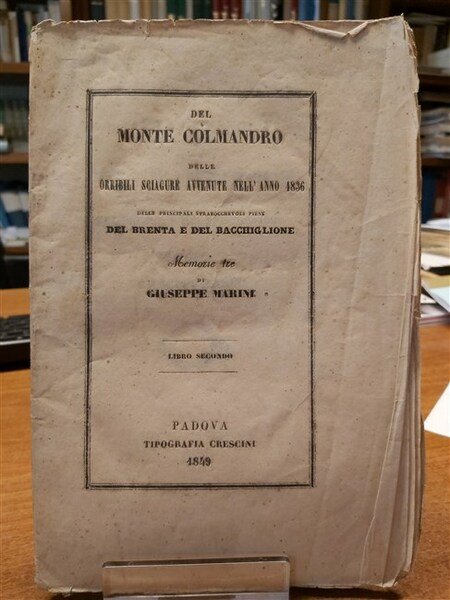 DEL
MONTE COLMANDRO
DELLE
ORRIBILI SCIAGURE AVVENUTE NELL'ANNO 1836
DELLE PRINCIPALI STRABOCCHEVOLI PIENE
DEL BRENTA E DEL BACCHIGLIONE
Memorie tre
DI
GIUSEPPE MARINI
LIBRO SECONDO
PADOVA
TIPOGRAFIA CRESCINI
1849